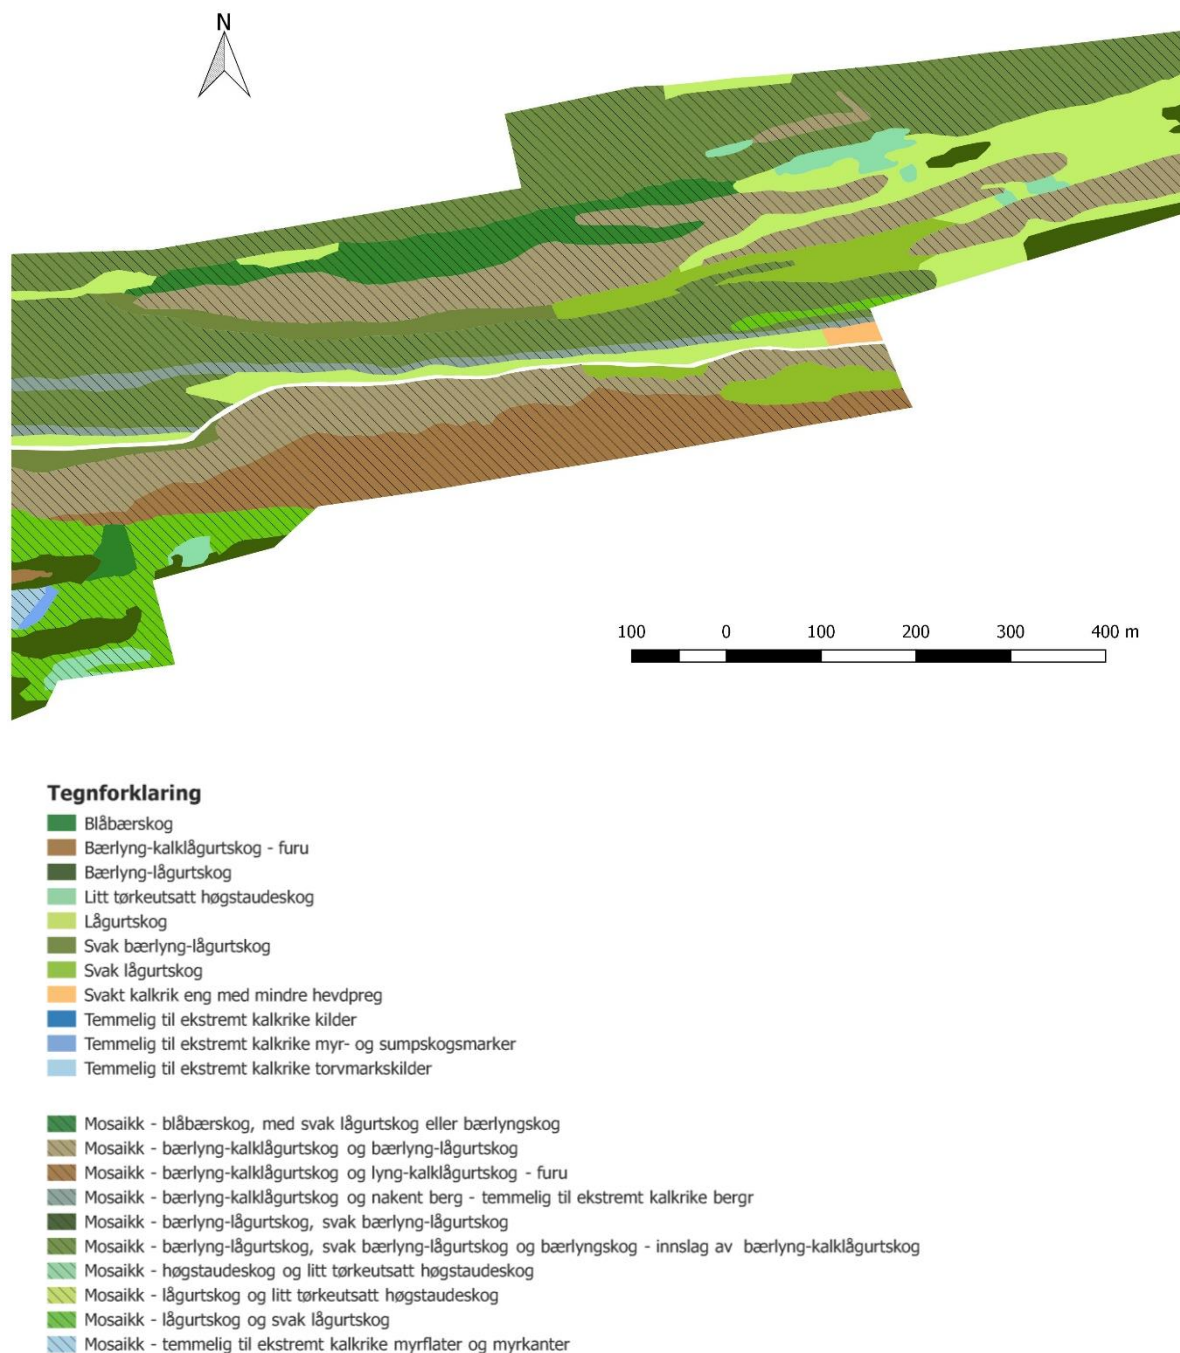 N
100 0 100 200 300 400 m
Tegnforklaring
Blåbærskog
Bærlyng-kalklågurtskog - furu
Bærlyng-lågurtskog
Litt tørkeutsatt høgstaudeskog
Lågurtskog
Svak bærlyng-lågurtskog
Svak lågurtskog
Svakt kalkrik eng med mindre hevdpreg
Temmelig til ekstremt kalkrike kilder
Temmelig til ekstremt kalkrike myr- og sumpskogsmarker
Temmelig til ekstremt kalkrike torvmarkskilder
Mosaikk - blåbærskog, med svak lågurtskog eller bærlyngskog
Mosaikk - bærlyng-kalklågurtskog og bærlyng-lågurtskog
Mosaikk - bærlyng-kalklågurtskog og lyng-kalklågurtskog - furu
Mosaikk - bærlyng-kalklågurtskog og nakent berg - temmelig til ekstremt kalkrike bergr
Mosaikk - bærlyng-lågurtskog, svak bærlyng-lågurtskog
Mosaikk - bærlyng-lågurtskog, svak bærlyng-lågurtskog og bærlyngskog - innslag av bærlyng-kalklågurtskog
Mosaikk - høgstaudeskog og litt tørkeutsatt høgstaudeskog
Mosaikk - lågurtskog og litt tørkeutsatt høgstaudeskog
Mosaikk - lågurtskog og svak lågurtskog
Mosaikk - temmelig til ekstremt kalkrike myrflater og myrkanter